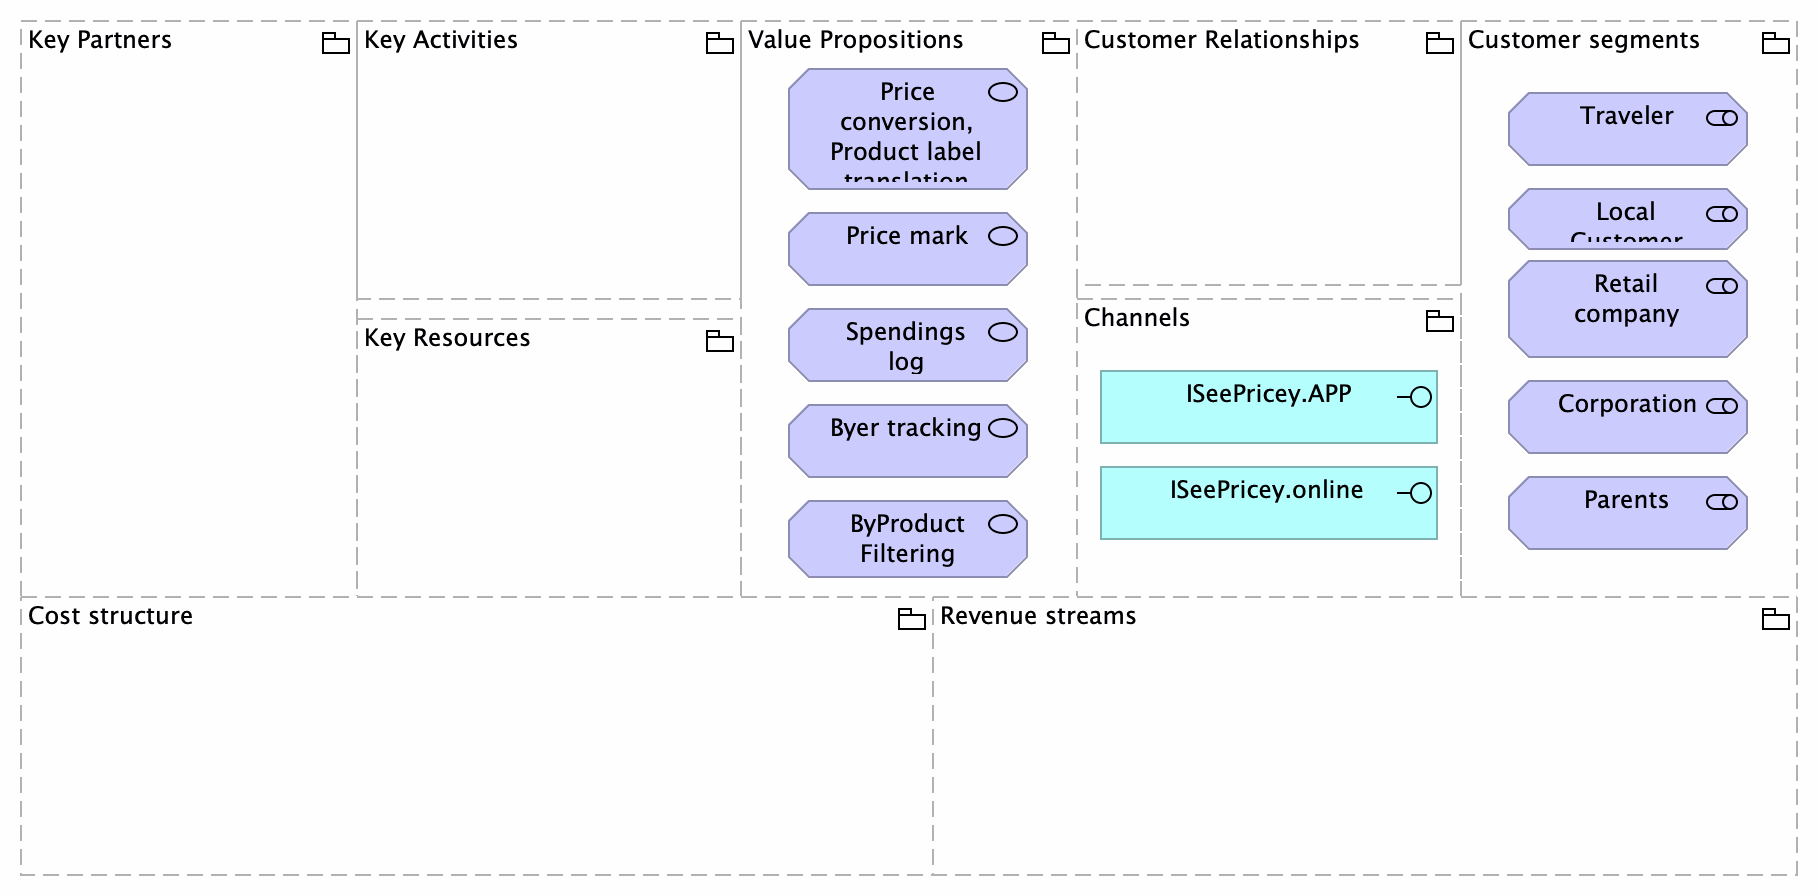 Key Partners
Key Activities
Value Propositions
Price
conversion,
Product label
translation
Price mark
Spendings
log
Byer tracking
ByProduct
Filtering
Customer Relationships
Customer segments
Traveler
Local
Customer
Retail
company
Corporation
Parents
Key Resources
Channels
ISeePricey.APP
ISeePricey.online
Cost structure
Revenue streams